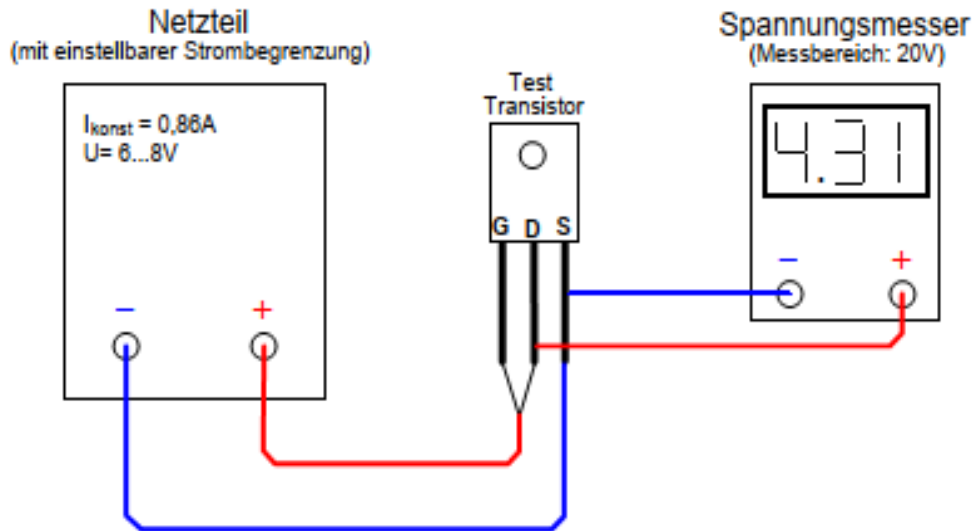 Netzteil
(mit einstellbarer Strombegrenzung)
Ikonst = 0,86A
U= 6...8V
− +
Test
Transistor
G D S
Spannungsmesser
(Messbereich: 20V)
4.31
− +